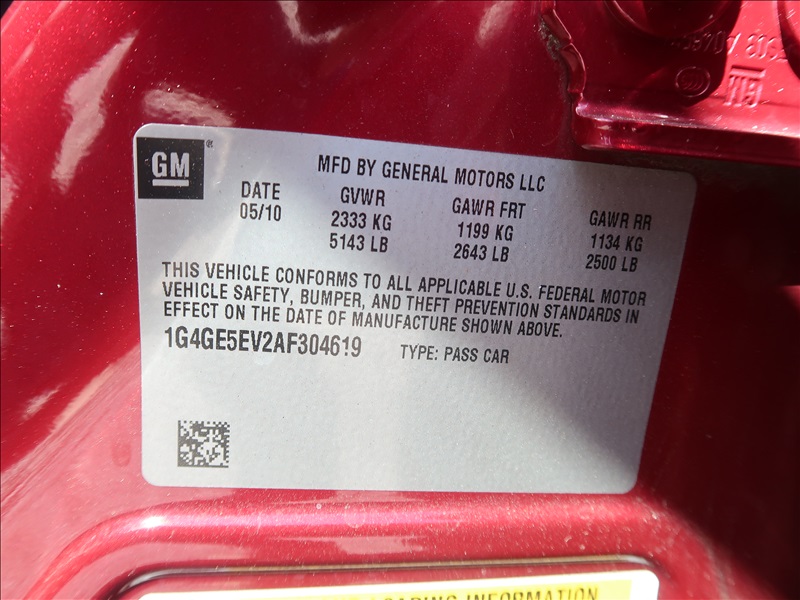 GM
MFD BY GENERAL MOTORS LLC
DATE GVWR GAWR FRT GAWR RR
05/10 2333 KG 1199 KG 1134 KG
5143 LB 2643 LB 2500 LB
THIS VEHICLE CONFORMS TO ALL APPLICABLE U.S. FEDERAL MOTOR
VEHICLE SAFETY, BUMPER, AND THEFT PREVENTION STANDARDS IN
EFFECT ON THE DATE OF MANUFACTURE SHOWN ABOVE.
1G4GE5EV2AF304619 TYPE: PASS CAR
LOADING INFORMATION